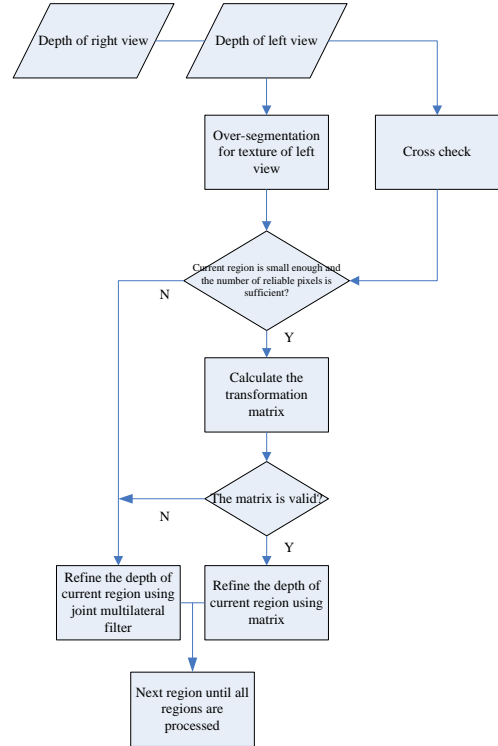 Depth of right view
Depth of left view
Over-segmentation
for texture of left
view
Cross check
Current region is small enough and
the number of reliable pixels is
sufficient?
N
Y
Calculate the
transformation
matrix
The matrix is valid?
N
Y
Refine the depth of
current region using
joint multilateral
filter
Refine the depth of
current region using
matrix
Next region until all
regions are
processed